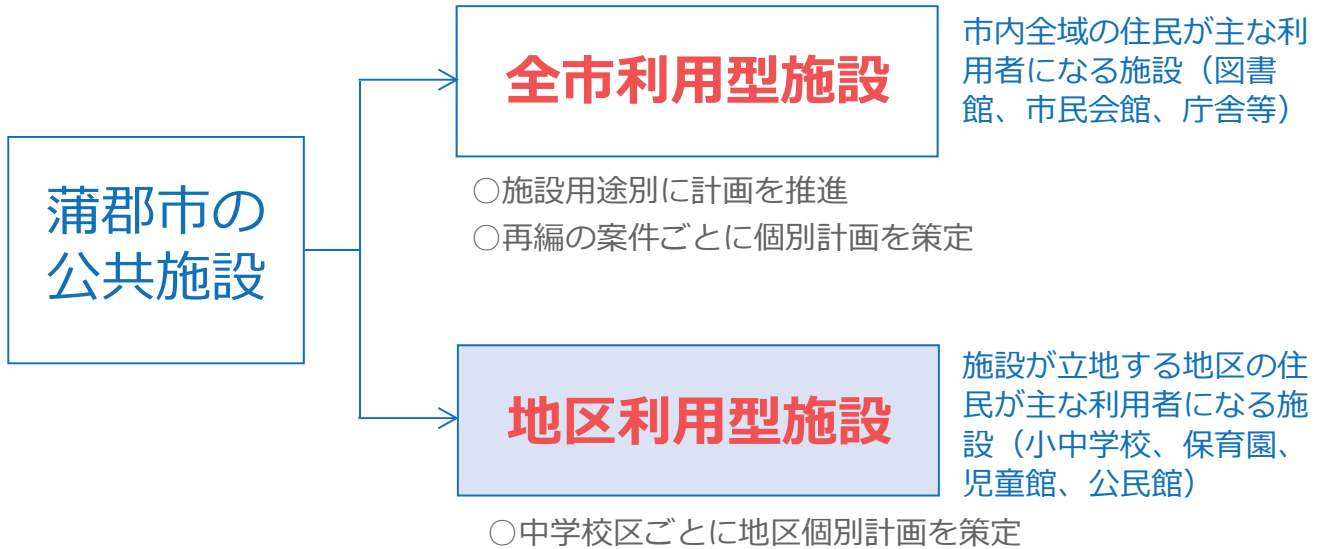 蒲郡市の
公共施設
全市利用型施設
市内全域の住民が主な利
用者になる施設（図書
館、市民会館、庁舎等）
○施設用途別に計画を推進
○再編の案件ごとに個別計画を策定
地区利用型施設
施設が立地する地区の住
民が主な利用者になる施
設（小中学校、保育園、
児童館、公民館）
○中学校区ごとに地区個別計画を策定